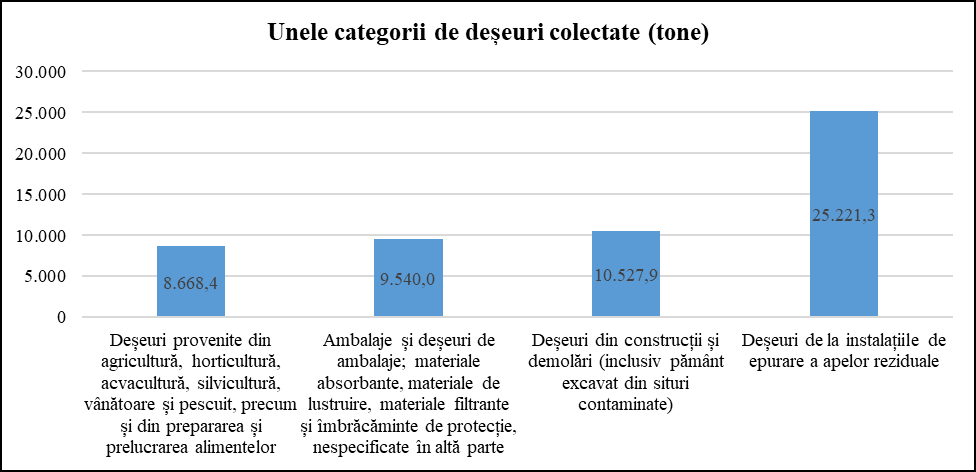 Unele categorii de deșeuri colectate (tone)
30.000
25.000
20.000
15.000
10.000
5.000
0
8.668,4
9.540,0
10.527,9
25.221,3
Deșeuri provenite din
agricultură, horticultură,
acvacultură, silvicultură,
vânătoare și pescuit, precum
și din prepararea și
prelucrarea alimentelor
Ambalaje și deșeuri de
ambalaje; materiale
absorbante, materiale de
lustruire, materiale filtrante
și îmbrăcăminte de protecție,
nespecificate în altă parte
Deșeuri din construcții și
demolări (inclusiv pământ
excavat din situri
contaminate)
Deșeuri de la instalațiile de
epurare a apelor reziduale